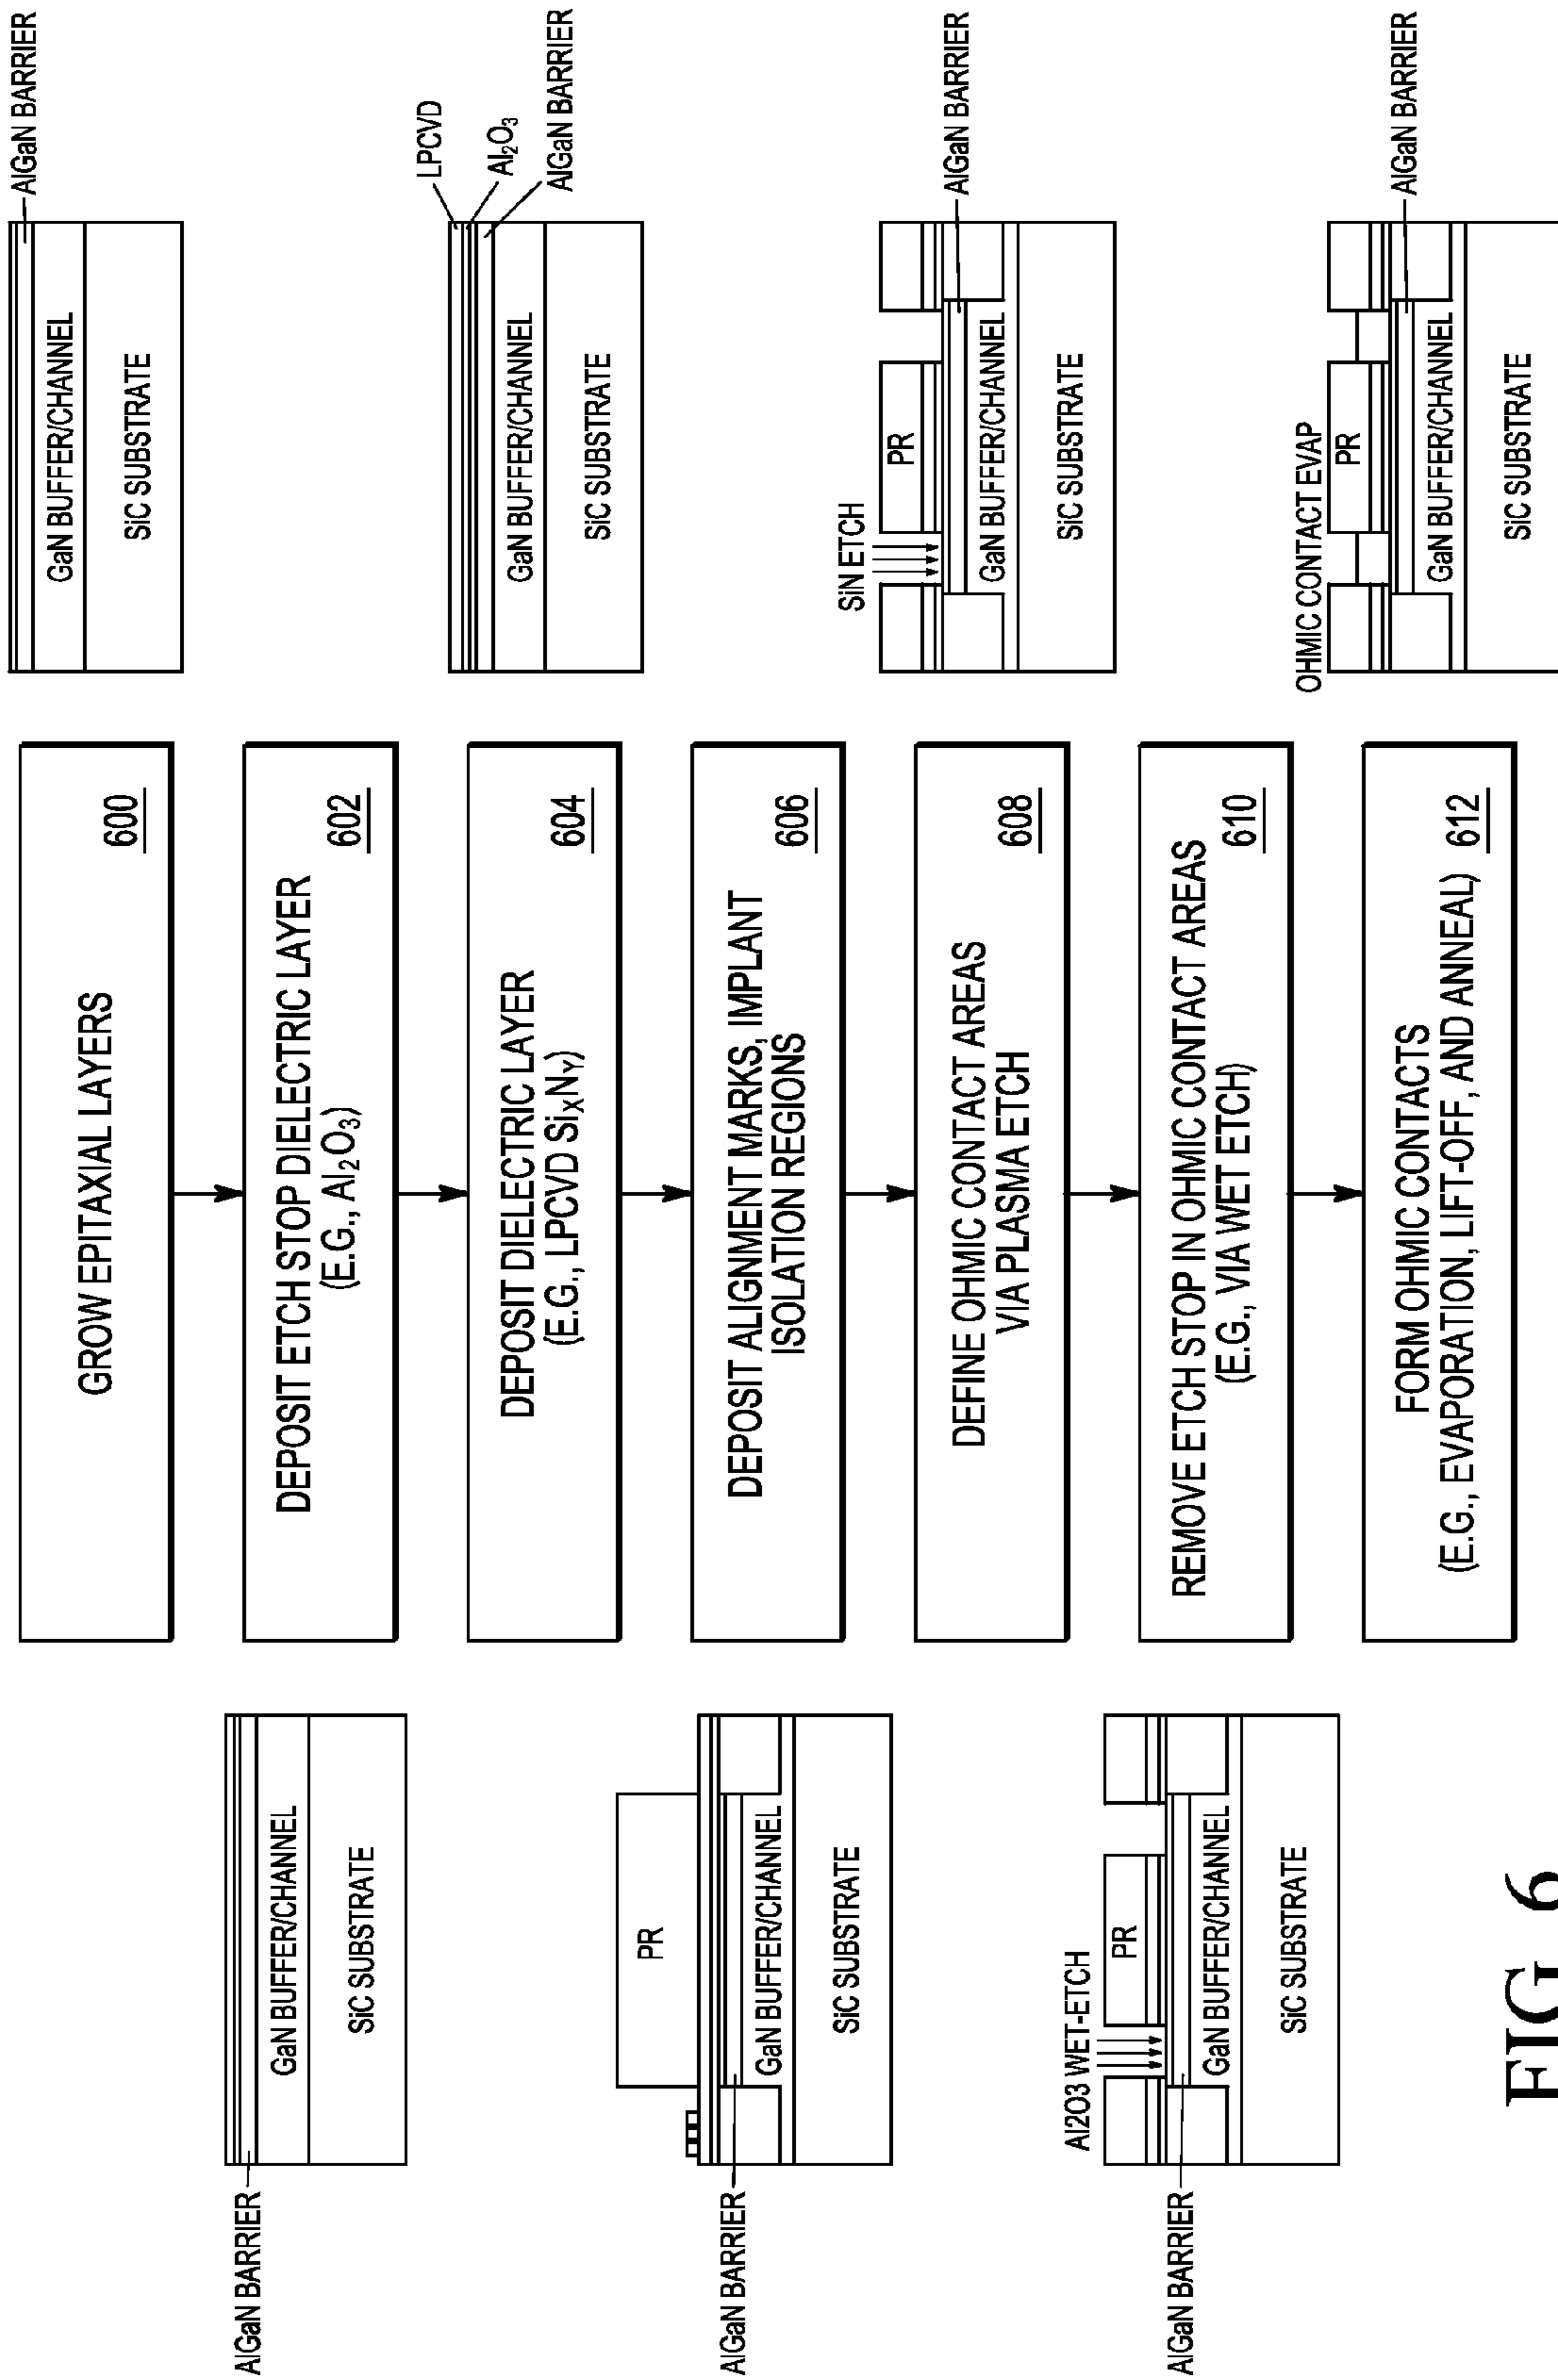 AlGaN BARRIER
GaN BUFFER/CHANNEL
SiC SUBSTRATE
GROW EPITAXIAL LAYERS
600
AlGaN BARRIER
GaN BUFFER/CHANNEL
SiC SUBSTRATE
DEPOSIT ETCH STOP DIELECTRIC LAYER
(E.G., Al₂O₃)
602
LPCVD
Al₂O₃
AlGaN BARRIER
GaN BUFFER/CHANNEL
SiC SUBSTRATE
DEPOSIT DIELECTRIC LAYER
(E.G., LPCVD SiₓNᵧ)
604
PR
AlGaN BARRIER
GaN BUFFER/CHANNEL
SiC SUBSTRATE
DEPOSIT ALIGNMENT MARKS, IMPLANT
ISOLATION REGIONS
606
SiN ETCH
PR
AlGaN BARRIER
GaN BUFFER/CHANNEL
SiC SUBSTRATE
DEFINE OHMIC CONTACT AREAS
VIA PLASMA ETCH
608
Al2O3 WET-ETCH
PR
AlGaN BARRIER
GaN BUFFER/CHANNEL
SiC SUBSTRATE
REMOVE ETCH STOP IN OHMIC CONTACT AREAS
(E.G., VIA WET ETCH)
610
OHMIC CONTACT EVAP
PR
AlGaN BARRIER
GaN BUFFER/CHANNEL
SiC SUBSTRATE
FORM OHMIC CONTACTS
(E.G., EVAPORATION, LIFT-OFF, AND ANNEAL)
612
FIG 6